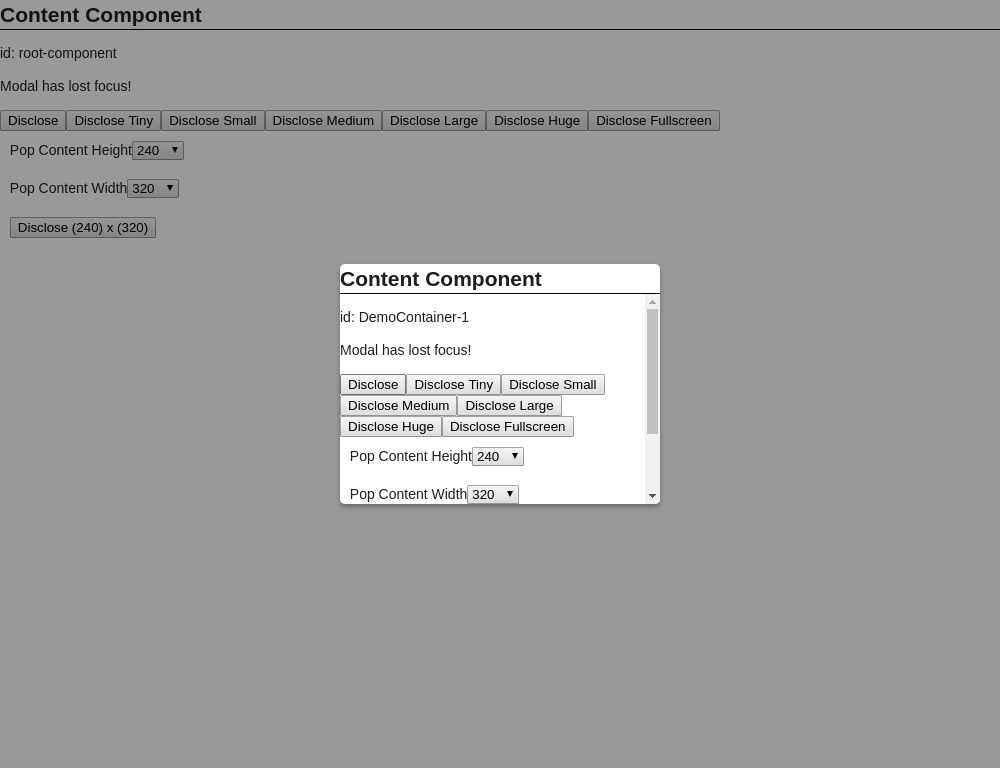 Content Component
id: root-component
Modal has lost focus!
Disclose Disclose Tiny Disclose Small Disclose Medium Disclose Large Disclose Huge Disclose Fullscreen
Pop Content Height 240
Pop Content Width 320
Disclose (240) x (320)
Content Component
id: DemoContainer-1
Modal has lost focus!
Disclose Disclose Tiny Disclose Small
Disclose Medium Disclose Large
Disclose Huge Disclose Fullscreen
Pop Content Height 240
Pop Content Width 320